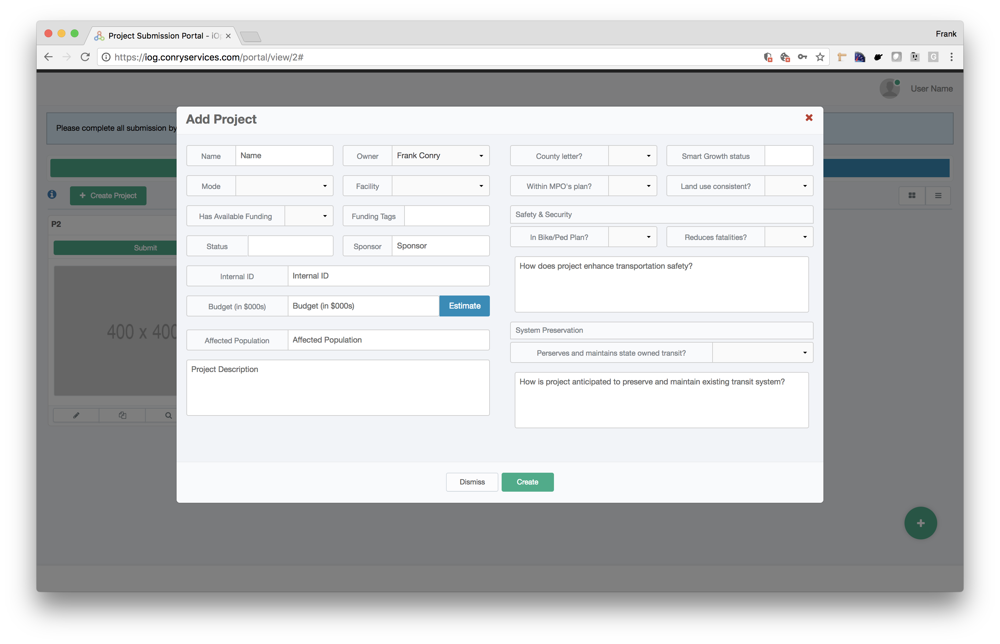 Project Submission Portal - iOp
Frank
https://iog.conryservices.com/portal/view/2#
User Name
Please complete all submission by
Add Project
Name Name Owner Frank Conry County letter? Smart Growth status
Mode Facility Within MPO's plan? Land use consistent?
Create Project
Has Available Funding Funding Tags Safety & Security
P2
In Bike/Ped Plan? Reduces fatalities?
Submit
Status Sponsor Sponsor
How does project enhance transportation safety?
Internal ID Internal ID
Budget (in $000s) Budget (in $000s) Estimate
System Preservation
400 x 400
Affected Population Affected Population
Perserves and maintains state owned transit?
Project Description
How is project anticipated to preserve and maintain existing transit system?
Dismiss Create